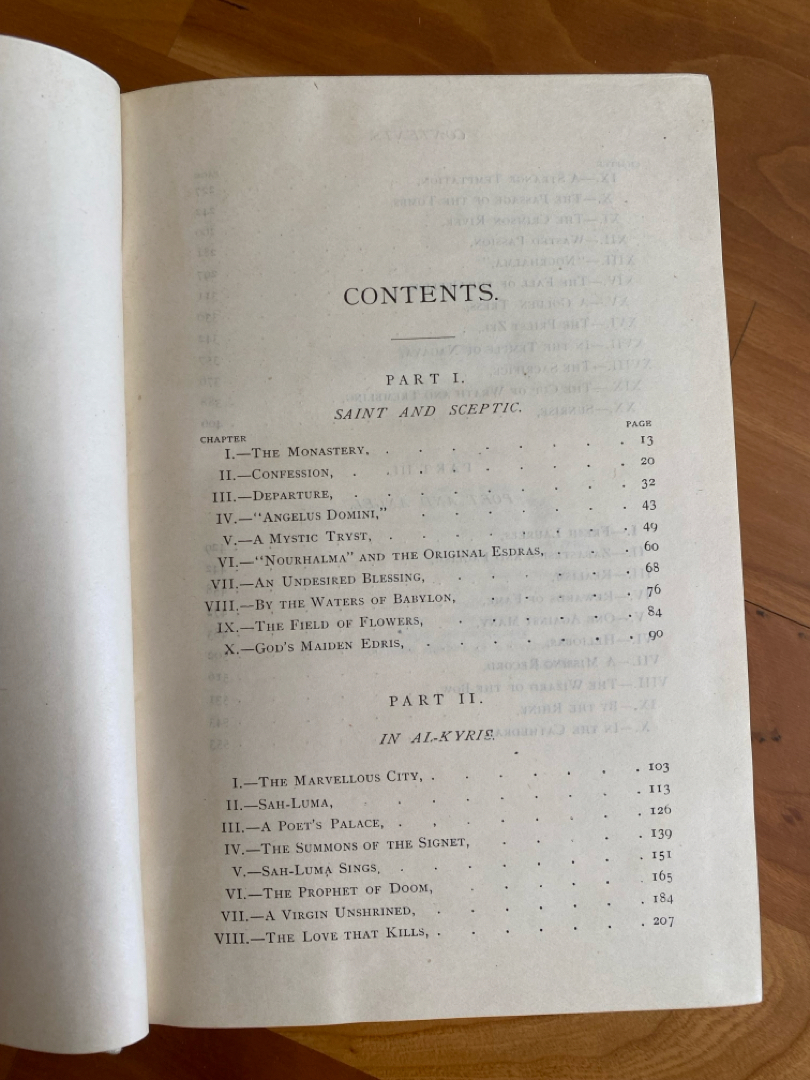 CONTENTS.
PART I.
SAINT AND SCEPTIC.
CHAPTER PAGE
I.—THE MONASTERY, . . . . . . . 13
II.—CONFESSION, . . . . . . . 20
III.—DEPARTURE, . . . . . . . 32
IV.—"ANGELUS DOMINI," . . . . . . 43
V.—A MYSTIC TRYST, . . . . . . . 49
VI.—"NOURHALMA" AND THE ORIGINAL ESDRAS, . . . 60
VII.—AN UNDESIRED BLESSING, . . . . . 68
VIII.—BY THE WATERS OF BABYLON, . . . . . 76
IX.—THE FIELD OF FLOWERS, . . . . . . 84
X.—GOD'S MAIDEN EDRIS, . . . . . . 90
PART II.
IN AL-KYRIS.
I.—THE MARVELLOUS CITY, . . . . . . 103
II.—SAH-LUMA, . . . . . . 113
III.—A POET'S PALACE, . . . . . . . 126
IV.—THE SUMMONS OF THE SIGNET, . . . . . 139
V.—SAH-LUMA SINGS, . . . . . . . 151
VI.—THE PROPHET OF DOOM, . . . . . 165
VII.—A VIRGIN UNSHRINED, . . . . . . 184
VIII.—THE LOVE THAT KILLS, . . . . . . 207